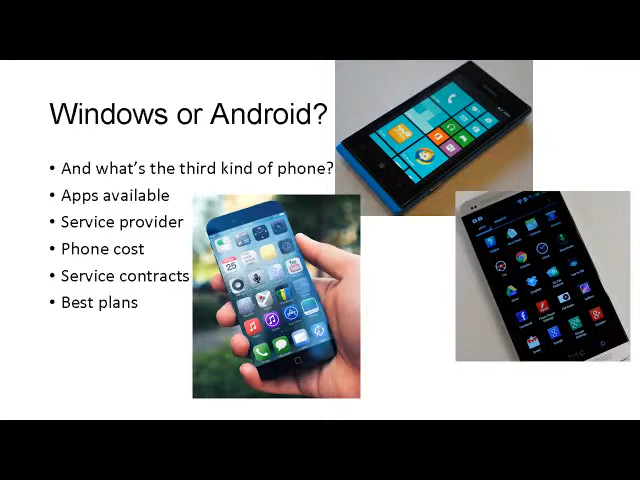 Windows or Android?
• And what's the third kind of phone?
• Apps available
• Service provider
• Phone cost
• Service contracts
• Best plans